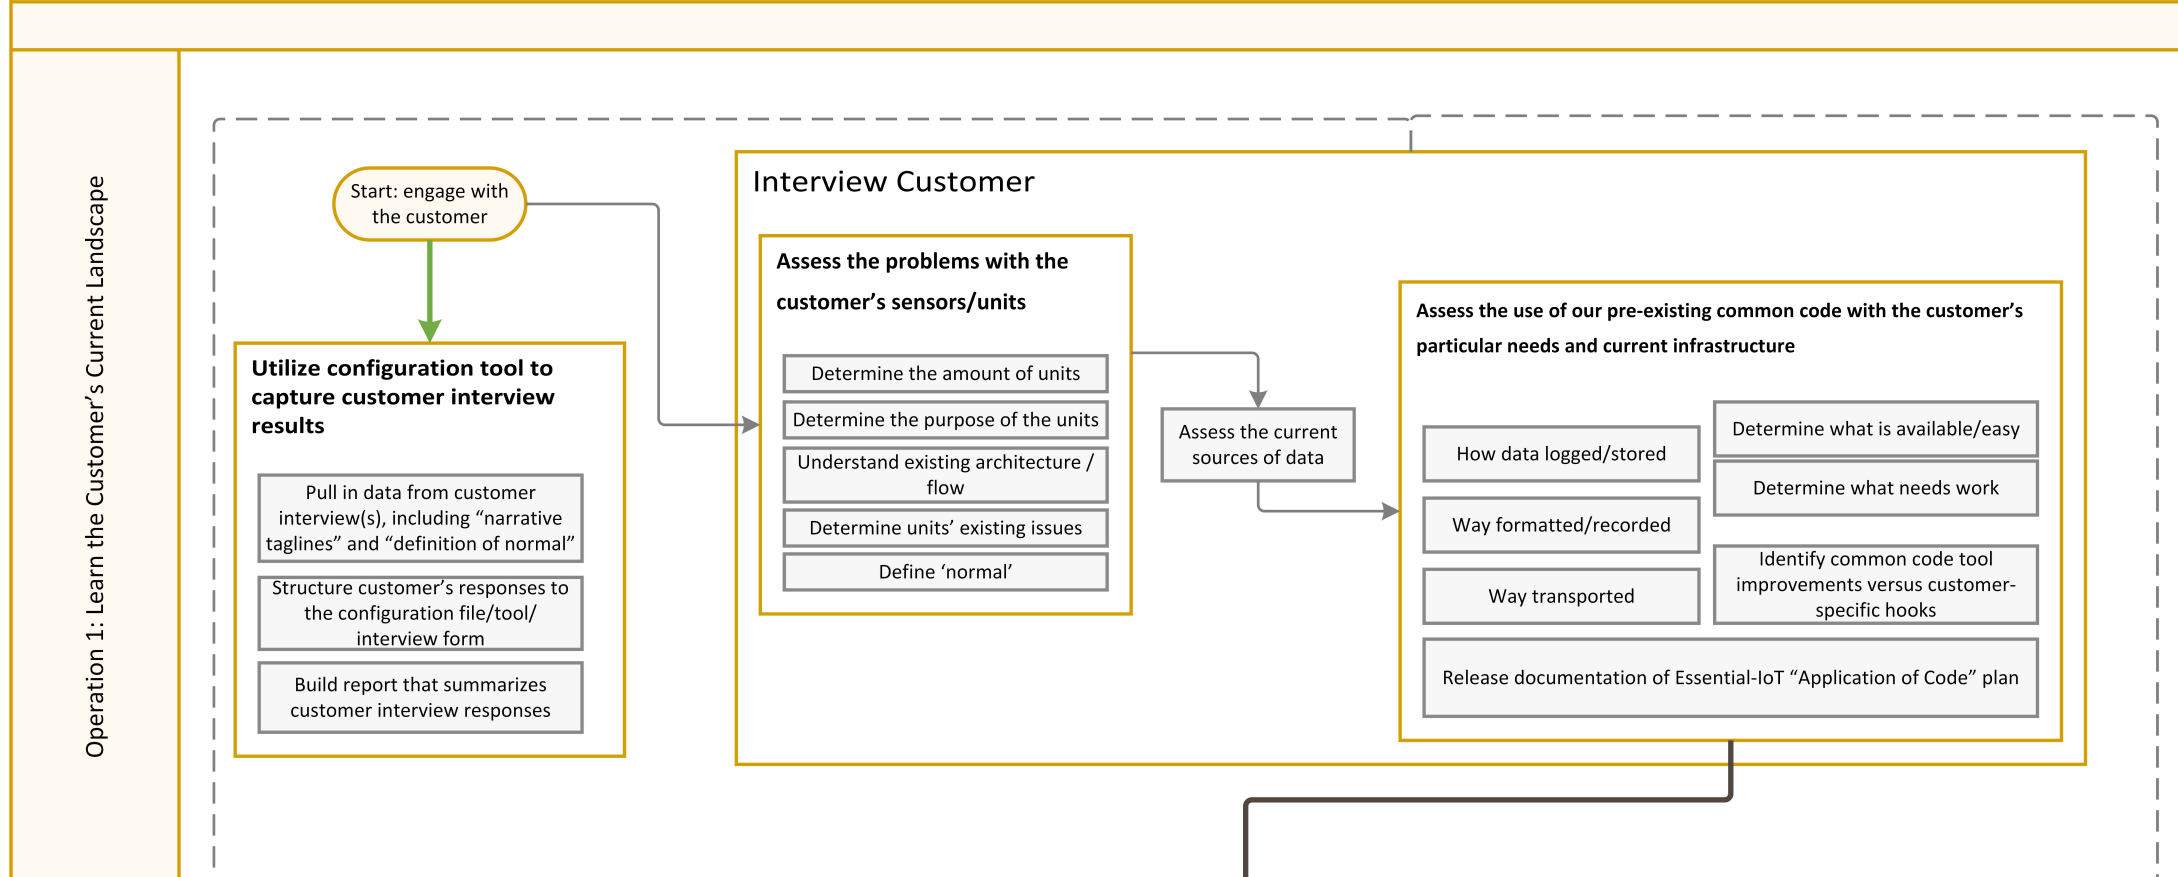 Operation 1: Learn the Customer’s Current Landscape
Start: engage with
the customer
Utilize configuration tool to
capture customer interview
results
Pull in data from customer
interview(s), including “narrative
taglines” and “definition of normal”
Structure customer’s responses to
the configuration file/tool/
interview form
Build report that summarizes
customer interview responses
Interview Customer
Assess the problems with the
customer’s sensors/units
Determine the amount of units
Determine the purpose of the units
Understand existing architecture /
flow
Determine units’ existing issues
Define ‘normal’
Assess the current
sources of data
Assess the use of our pre-existing common code with the customer’s
particular needs and current infrastructure
How data logged/stored
Way formatted/recorded
Way transported
Determine what is available/easy
Determine what needs work
Identify common code tool
improvements versus customer-
specific hooks
Release documentation of Essential-IoT “Application of Code” plan